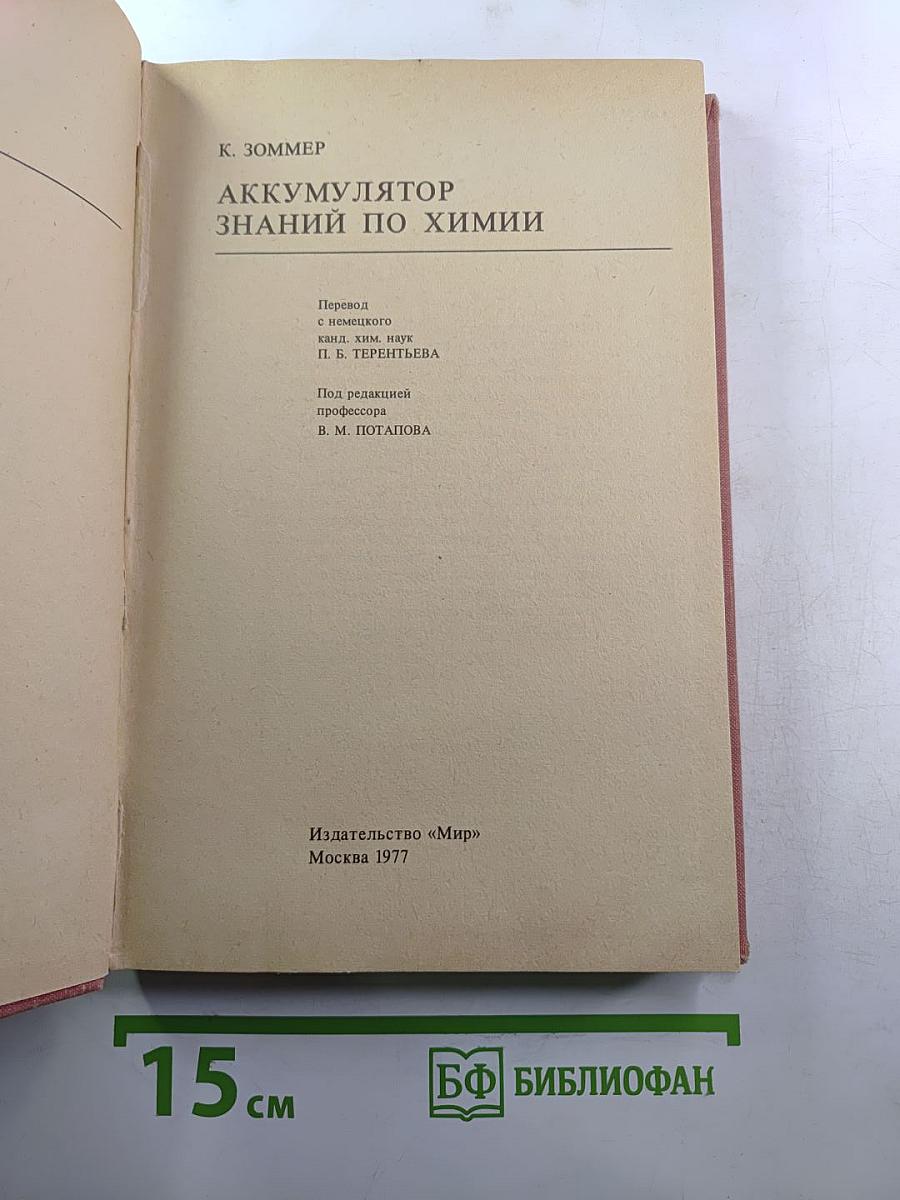 К. ЗОММЕР
АККУМУЛЯТОР
ЗНАНИЙ ПО ХИМИИ
Перевод
с немецкого
канд. хим. наук
П. Б. ТЕРЕНТЬЕВА
Под редакцией
профессора
В. М. ПОТАПОВА
Издательство «Мир»
Москва 1977
15 см
БФ БИБЛИОФАН